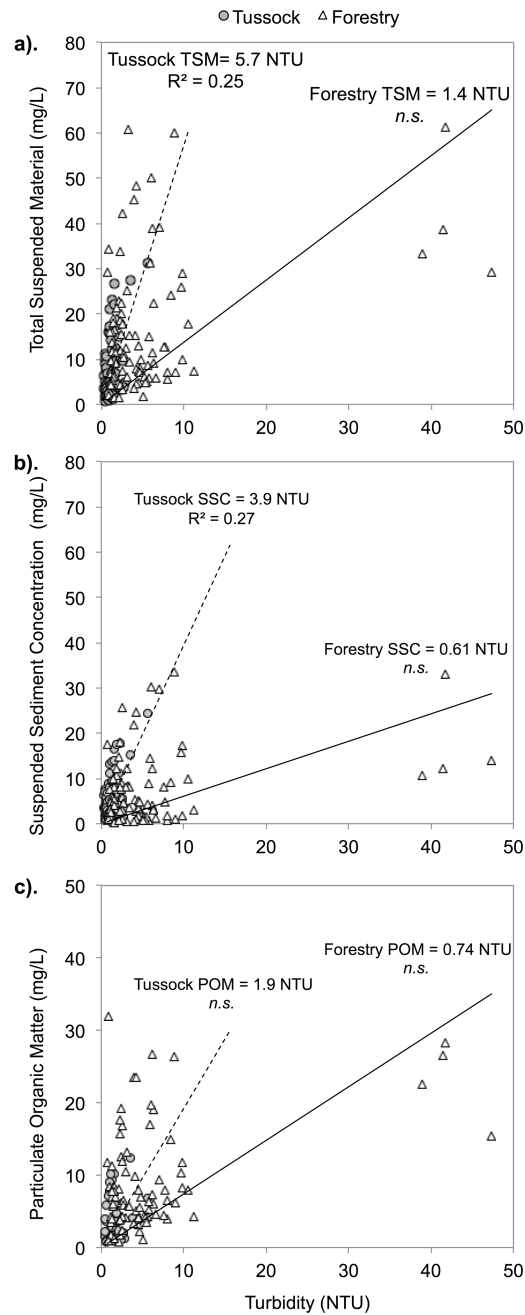 Tussock Forestry
a).
80
70
60
50
40
30
20
10
0
0 10 20 30 40 50
Total Suspended Material (mg/L)
Tussock TSM= 5.7 NTU
R² = 0.25
Forestry TSM = 1.4 NTU
n.s.
b).
80
70
60
50
40
30
20
10
0
0 10 20 30 40 50
Suspended Sediment Concentration (mg/L)
Tussock SSC = 3.9 NTU
R² = 0.27
Forestry SSC = 0.61 NTU
n.s.
c).
50
40
30
20
10
0
0 10 20 30 40 50
Particulate Organic Matter (mg/L)
Forestry POM = 0.74 NTU
n.s.
Tussock POM = 1.9 NTU
n.s.
Turbidity (NTU)